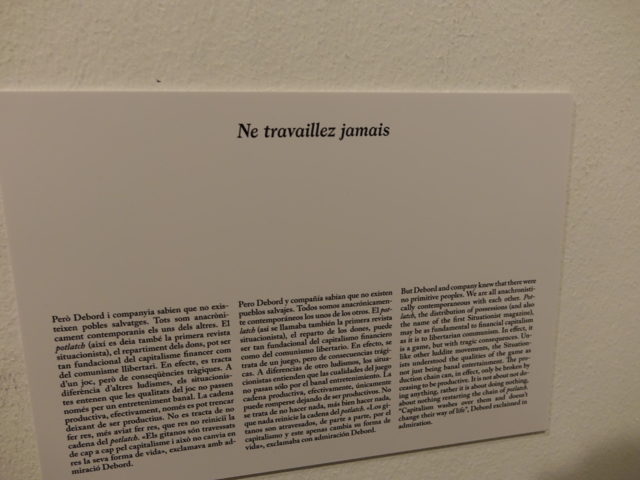 Ne travaillez jamais
Però Debord i companyia sabien que no exis-
teixen pobles salvatges. Tots som anacròni-
cament contemporanis els uns dels altres. El
potlatch (així es deia també la primera revista
situacionista), el repartiment dels dons, pot ser
tan fundacional del capitalisme financer com
del comunisme llibertari. En efecte, es tracta
d'un joc, però de conseqüències tràgiques. A
diferència d'altres ludismes, els situacionis-
tes entenen que les qualitats del joc no passen
només per un entreteniment banal. La cadena
productiva, efectivament, només es pot trencar
deixant de ser productius. No es tracta de no
fer res, més aviat fer res, que res no reiniciï la
cadena del potlatch. «Els gitanos són travessats
de cap a cap pel capitalisme i això no canvia en
res la seva forma de vida», exclamava amb ad-
miració Debord.
Pero Debord y compañía sabían que no existen
pueblos salvajes. Todos somos anacrónicamen-
te contemporáneos los unos de los otros. El pot-
latch (así se llamaba también la primera revista
situacionista), el reparto de los dones, puede
ser tan fundacional del capitalismo financiero
como del comunismo libertario. En efecto, se
trata de un juego, pero de consecuencias trági-
cas. A diferencias de otro ludismos, los situa-
cionistas entienden que las cualidades del juego
no pasan sólo por el banal entretenimiento. La
cadena productiva, efectivamente, únicamente
puede romperse dejando de ser productivos. No
se trata de no hacer nada, más bien hacer nada,
que nada reinicie la cadena del potlatch. «Los gi-
tanos son atravesados, de parte a parte, por el
capitalismo y este apenas cambia su forma de
vida», exclamaba con admiración Debord.
But Debord and company knew that there were
no primitive peoples. We are all anachronisti-
cally contemporaneous with each other. Pot-
latch, the distribution of possessions (and also
the name of the first Situationist magazine),
may be as fundamental to financial capitalism
as it is to libertarian communism. In effect, it
is a game, but with tragic consequences. Un-
like other luddite movements, the Situation-
ists understood the qualities of the game as
not just being banal entertainment. The pro-
duction chain can, in effect, only be broken by
ceasing to be productive. It is not about not do-
ing anything, rather it is about doing nothing,
about nothing restarting the chain of potlatch.
"Capitalism washes over them and doesn't
change their way of life", Debord exclaimed in
admiration.